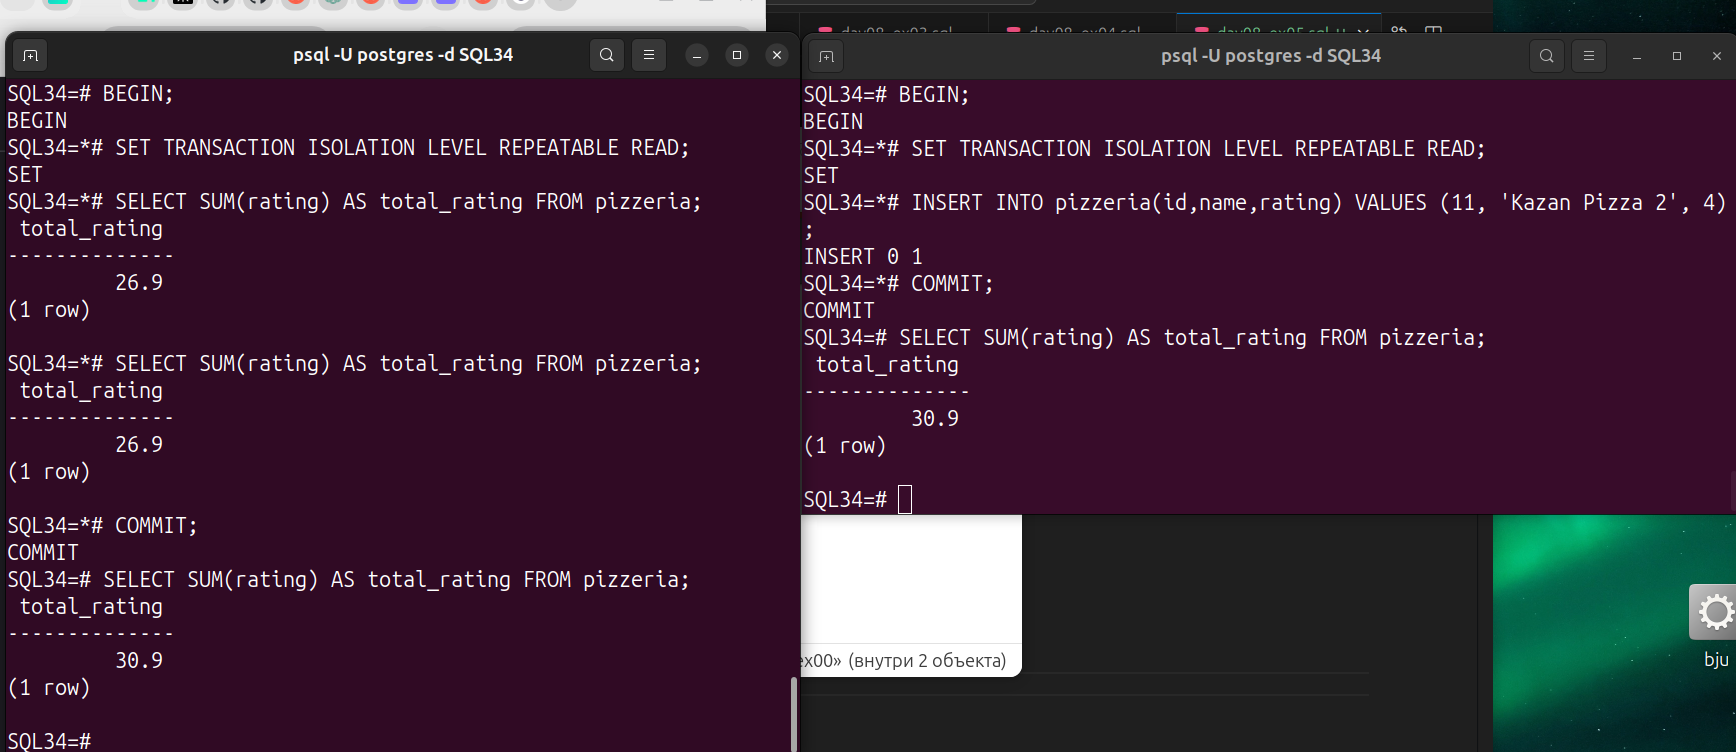 psql -U postgres -d SQL34
SQL34=# BEGIN;
BEGIN
SQL34=*# SET TRANSACTION ISOLATION LEVEL REPEATABLE READ;
SET
SQL34=*# SELECT SUM(rating) AS total_rating FROM pizzeria;
 total_rating
--------------
         26.9
(1 row)
SQL34=*# SELECT SUM(rating) AS total_rating FROM pizzeria;
 total_rating
--------------
         26.9
(1 row)
SQL34=*# COMMIT;
COMMIT
SQL34=# SELECT SUM(rating) AS total_rating FROM pizzeria;
 total_rating
--------------
         30.9
(1 row)
SQL34=#
psql -U postgres -d SQL34
SQL34=# BEGIN;
BEGIN
SQL34=*# SET TRANSACTION ISOLATION LEVEL REPEATABLE READ;
SET
SQL34=*# INSERT INTO pizzeria(id,name,rating) VALUES (11, 'Kazan Pizza 2', 4)
;
INSERT 0 1
SQL34=*# COMMIT;
COMMIT
SQL34=# SELECT SUM(rating) AS total_rating FROM pizzeria;
 total_rating
--------------
         30.9
(1 row)
SQL34=#
ex00» (внутри 2 объекта)
bju